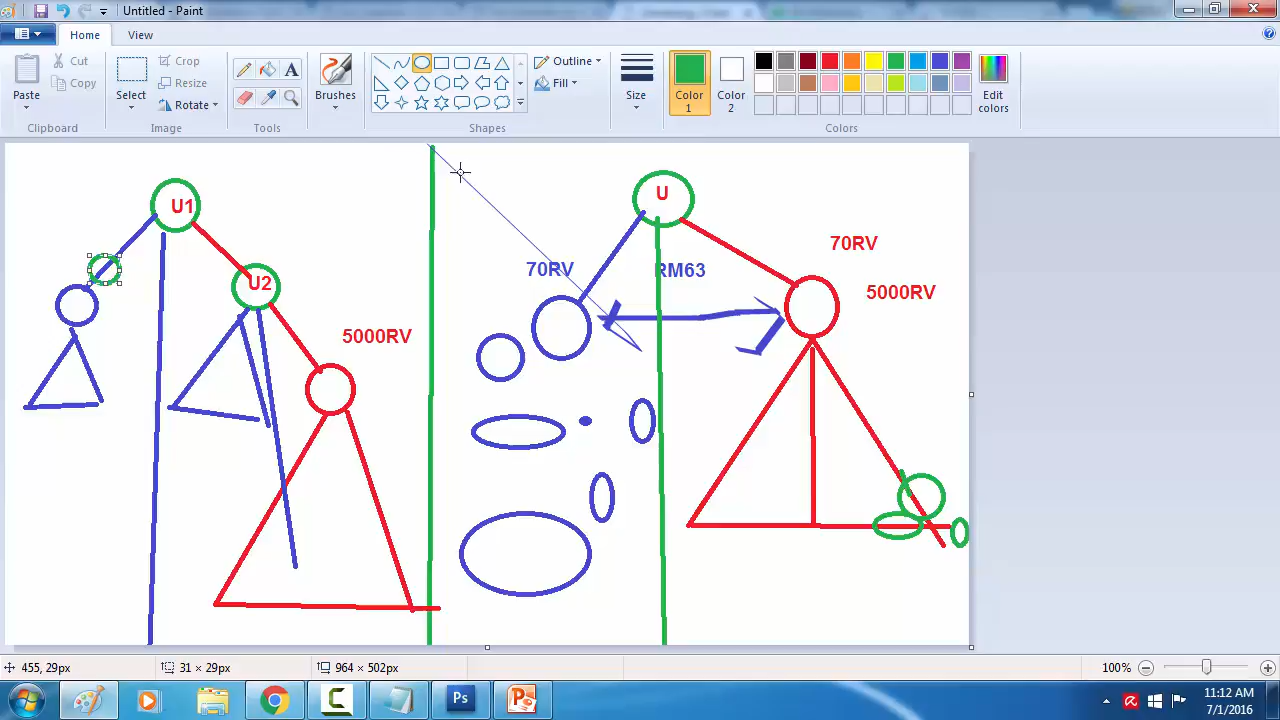 Untitled - Paint
Home View
Paste
Cut
Copy
Clipboard
Select
Crop
Resize
Rotate
Image
A
Tools
Brushes
Outline
Fill
Shapes
Size
Color 1
Color 2
Edit colors
Colors
U1
U2
5000RV
U
70RV
5000RV
70RV
RM63
455, 29px
31 × 29px
964 × 502px
100%
Ps
11:12 AM
7/1/2016